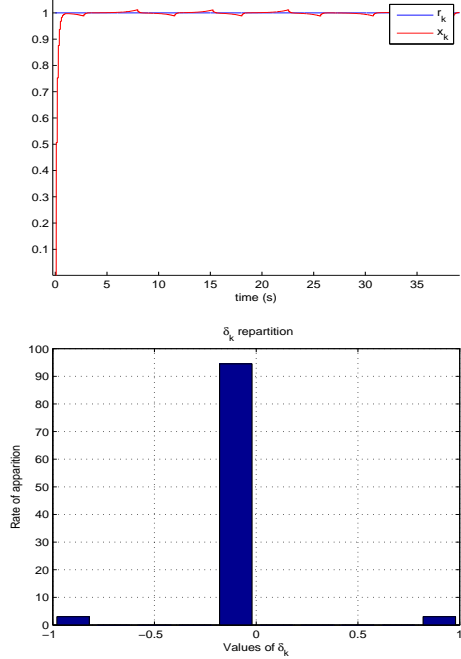 1
0.9
0.8
0.7
0.6
0.5
0.4
0.3
0.2
0.1
r_k
x_k
0 5 10 15 20 25 30 35
time (s)
δ_k repartition
100
90
80
70
60
50
40
30
20
10
0
Rate of apparition
−1 −0.5 0 0.5 1
Values of δ_k